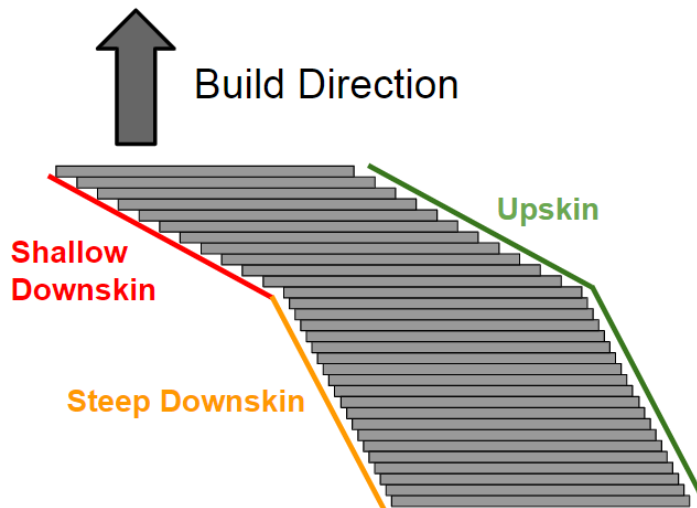 Build Direction
Upskin
Shallow
Downskin
Steep Downskin